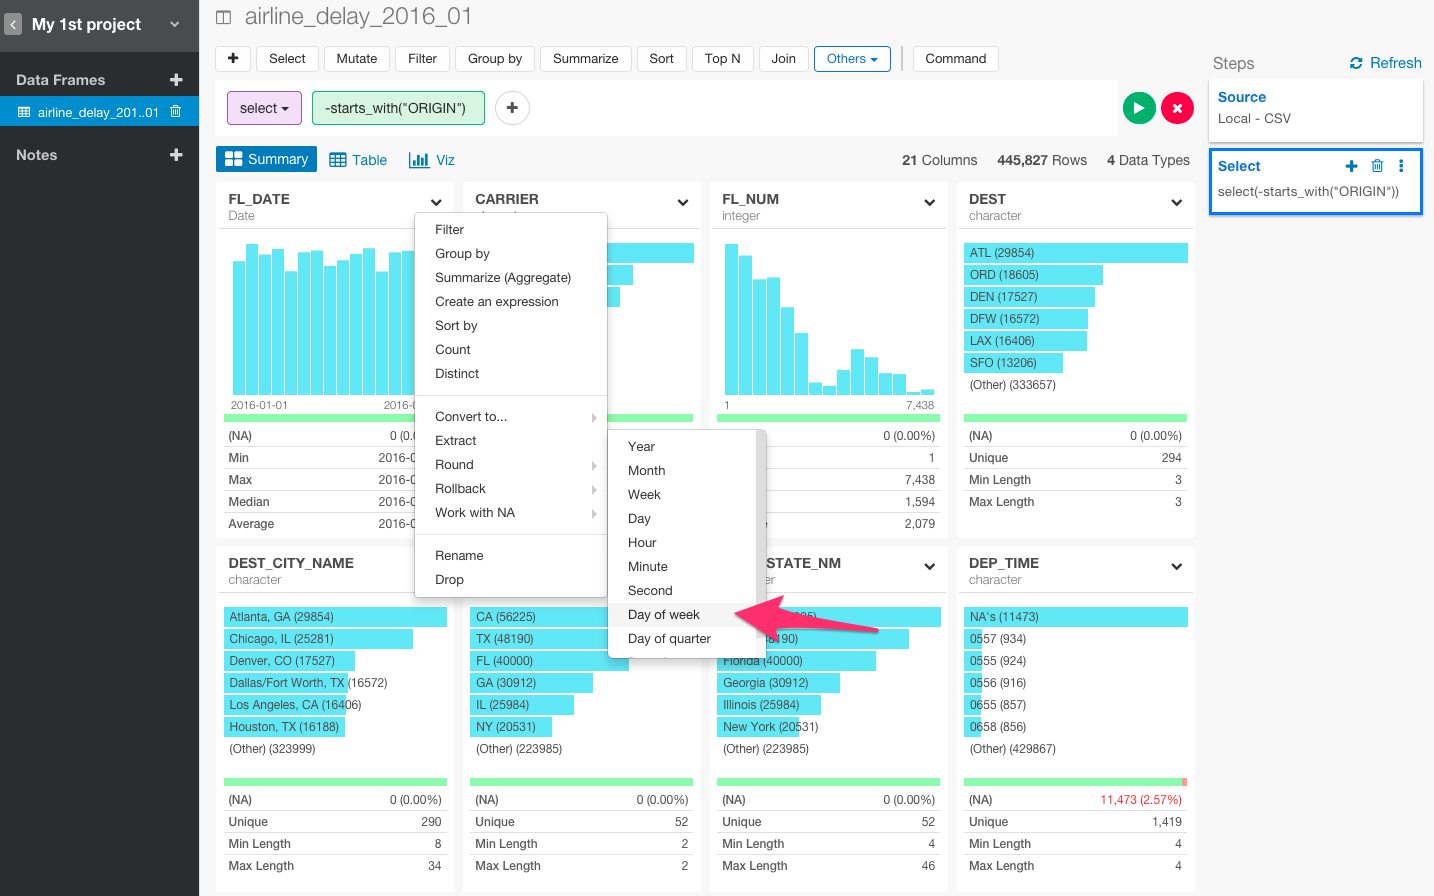 My 1st project
Data Frames
airline_delay_201..01
Notes
airline_delay_2016_01
Select
Mutate
Filter
Group by
Summarize
Sort
Top N
Join
Others
Command
select
-starts_with("ORIGIN")
Steps
Refresh
Source
Local - CSV
Select
select(-starts_with("ORIGIN"))
Summary
Table
Viz
21 Columns
445,827 Rows
4 Data Types
FL_DATE
Date
2016-01-01
2016-0
(NA) 0 (0.0
Min 2016-0
Max 2016-0
Median 2016-0
Average 2016-0
CARRIER
Filter
Group by
Summarize (Aggregate)
Create an expression
Sort by
Count
Distinct
Convert to...
Extract
Round
Rollback
Work with NA
Rename
Drop
Year
Month
Week
Day
Hour
Minute
Second
Day of week
Day of quarter
FL_NUM
integer
1 7,438
0 (0.00%)
1
7,438
1,594
2,079
DEST
character
ATL (29854)
ORD (18605)
DEN (17527)
DFW (16572)
LAX (16406)
SFO (13206)
(Other) (333657)
(NA) 0 (0.00%)
Unique 294
Min Length 3
Max Length 3
DEST_CITY_NAME
character
Atlanta, GA (29854)
Chicago, IL (25281)
Denver, CO (17527)
Dallas/Fort Worth, TX (16572)
Los Angeles, CA (16406)
Houston, TX (16188)
(Other) (323999)
(NA) 0 (0.00%)
Unique 290
Min Length 8
Max Length 34
CA (56225)
TX (48190)
FL (40000)
GA (30912)
IL (25984)
NY (20531)
(Other) (223985)
(NA) 0 (0.00%)
Unique 52
Min Length 2
Max Length 2
STATE_NM
Florida (40000)
Georgia (30912)
Illinois (25984)
New York (20531)
(Other) (223985)
(NA) 0 (0.00%)
Unique 52
Min Length 4
Max Length 46
DEP_TIME
character
NA's (11473)
0557 (934)
0555 (924)
0556 (916)
0655 (857)
0658 (856)
(Other) (429867)
(NA) 11,473 (2.57%)
Unique 1,419
Min Length 4
Max Length 4